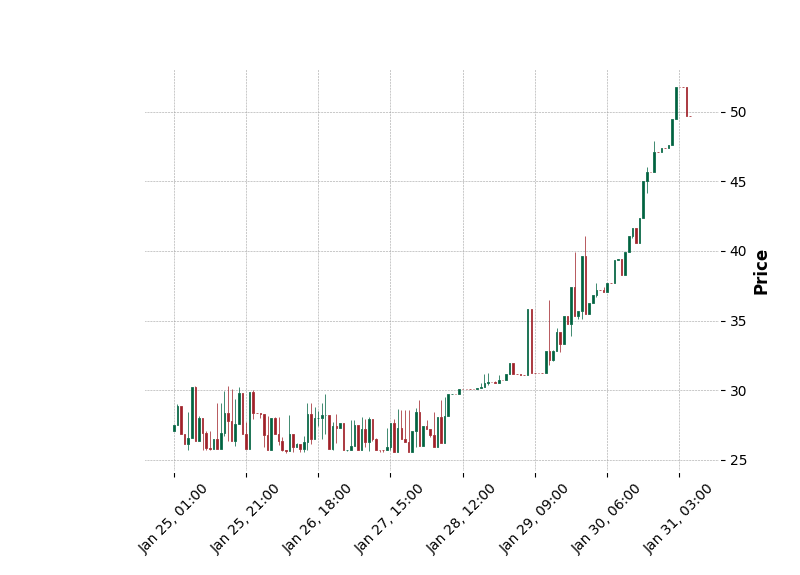 50
45
40
35
30
25
Price
Jan 25, 01:00
Jan 25, 21:00
Jan 26, 18:00
Jan 27, 15:00
Jan 28, 12:00
Jan 29, 09:00
Jan 30, 06:00
Jan 31, 03:00